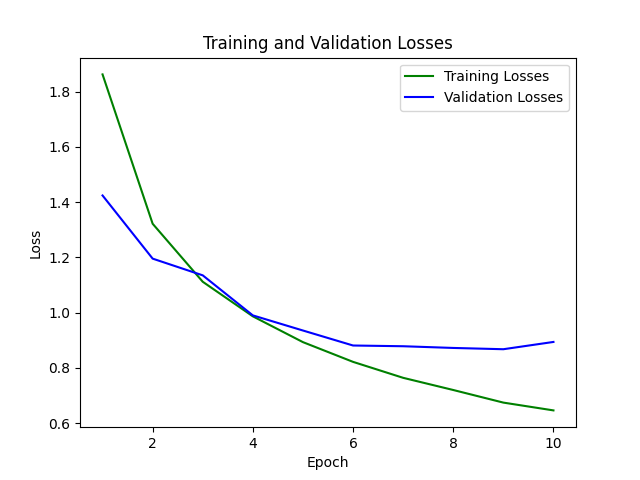 Training and Validation Losses
Training Losses
Validation Losses
1.8
1.6
1.4
1.2
1.0
0.8
0.6
Loss
2
4
6
8
10
Epoch